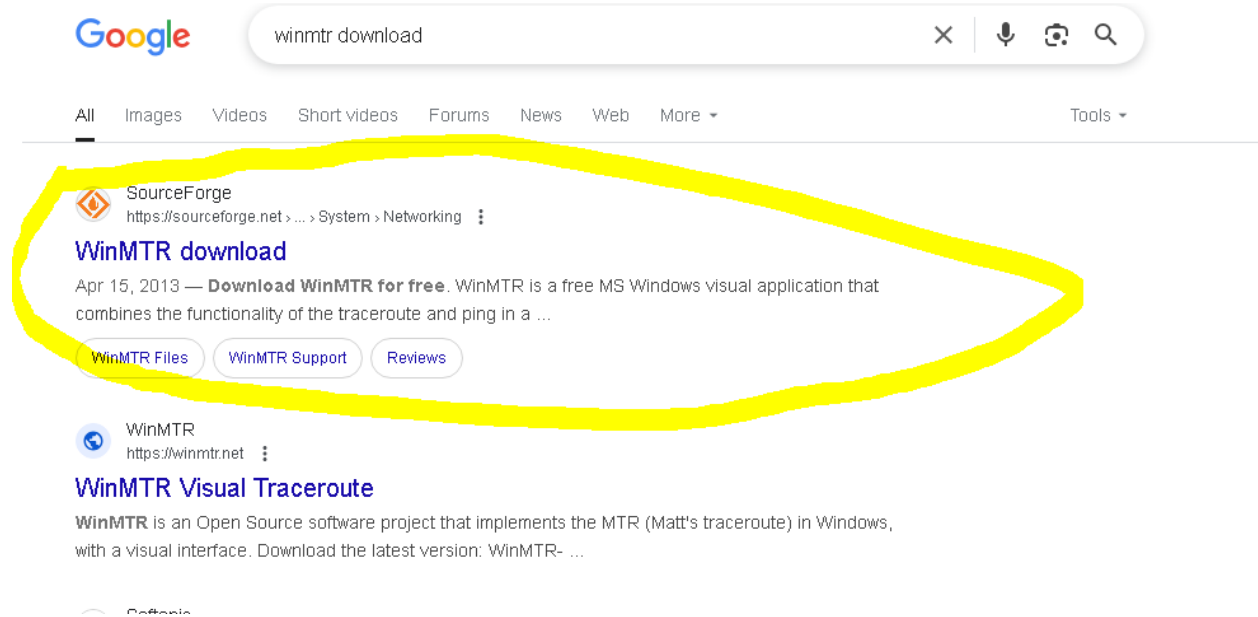 Google
winmtr download
All Images Videos Short videos Forums News Web More Tools
SourceForge
https://sourceforge.net › ... › System › Networking
WinMTR download
Apr 15, 2013 — Download WinMTR for free. WinMTR is a free MS Windows visual application that
combines the functionality of the traceroute and ping in a ...
WinMTR Files WinMTR Support Reviews
WinMTR
https://winmtr.net
WinMTR Visual Traceroute
WinMTR is an Open Source software project that implements the MTR (Matt's traceroute) in Windows,
with a visual interface. Download the latest version: WinMTR- ...